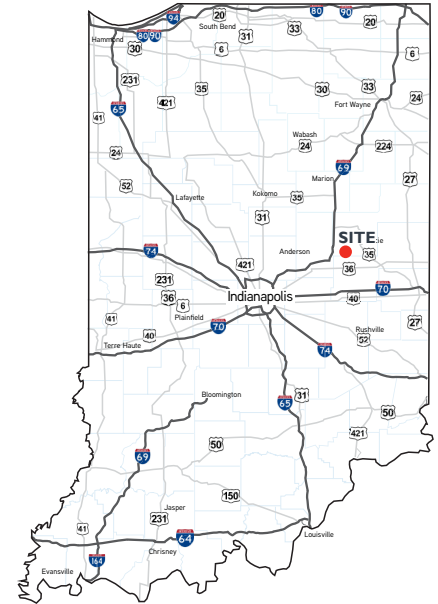 94
20
80
90
South Bend
33
20
Hammond
80 90
31
30
6
6
231
35
30
33
421
24
65
Fort Wayne
41
Wabash
24
24
224
69
Marion
27
52
Kokomo
35
Lafayette
31
SITE
74
Anderson
35
421
36
231
70
36
6
Indianapolis
40
41
Plainfield
27
70
Rushville
40
52
Terre Haute
74
Bloomington
31
65
50
421
50
69
150
Jasper
231
41
64
Louisville
Chrisney
164
Evansville